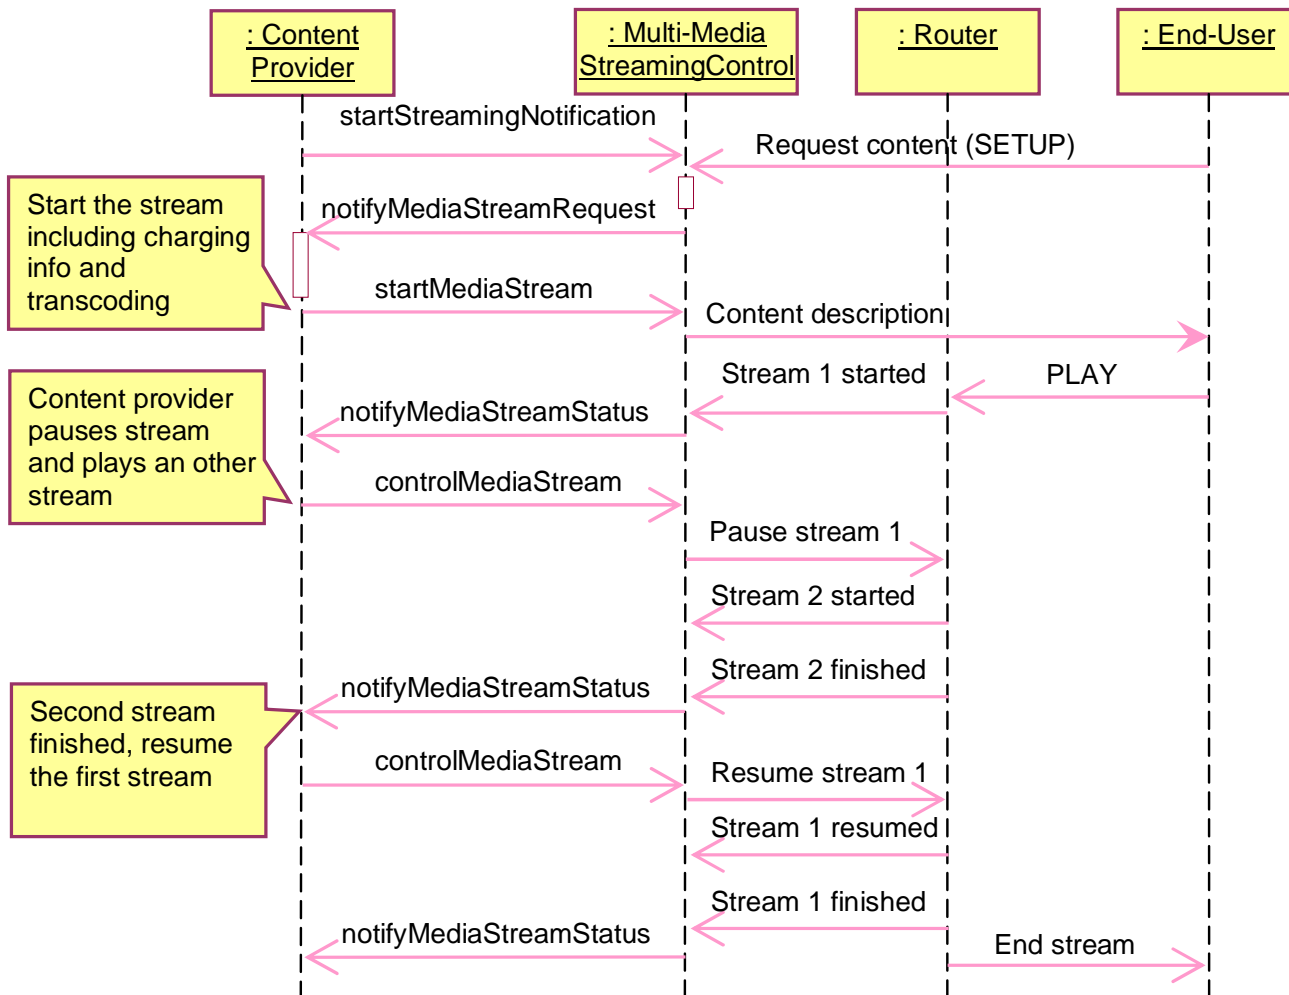 : Content
Provider
: Multi-Media
StreamingControl
: Router
: End-User
startStreamingNotification
Request content (SETUP)
Start the stream
including charging
info and
transcoding
notifyMediaStreamRequest
startMediaStream
Content description
Stream 1 started
PLAY
Content provider
pauses stream
and plays an other
stream
notifyMediaStreamStatus
controlMediaStream
Pause stream 1
Stream 2 started
Stream 2 finished
notifyMediaStreamStatus
Second stream
finished, resume
the first stream
controlMediaStream
Resume stream 1
Stream 1 resumed
Stream 1 finished
notifyMediaStreamStatus
End stream